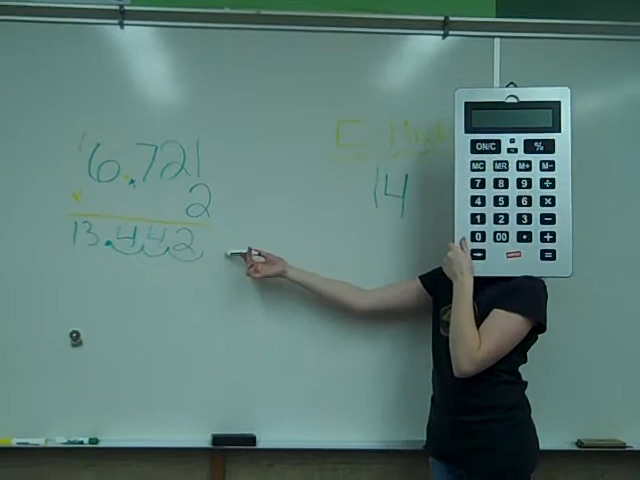 1
6.721
x 2
13.442
14
ON/C %
MC MR M+ M-
7 8 9 ÷
4 5 6 ×
1 2 3 -
0 00 • +
=